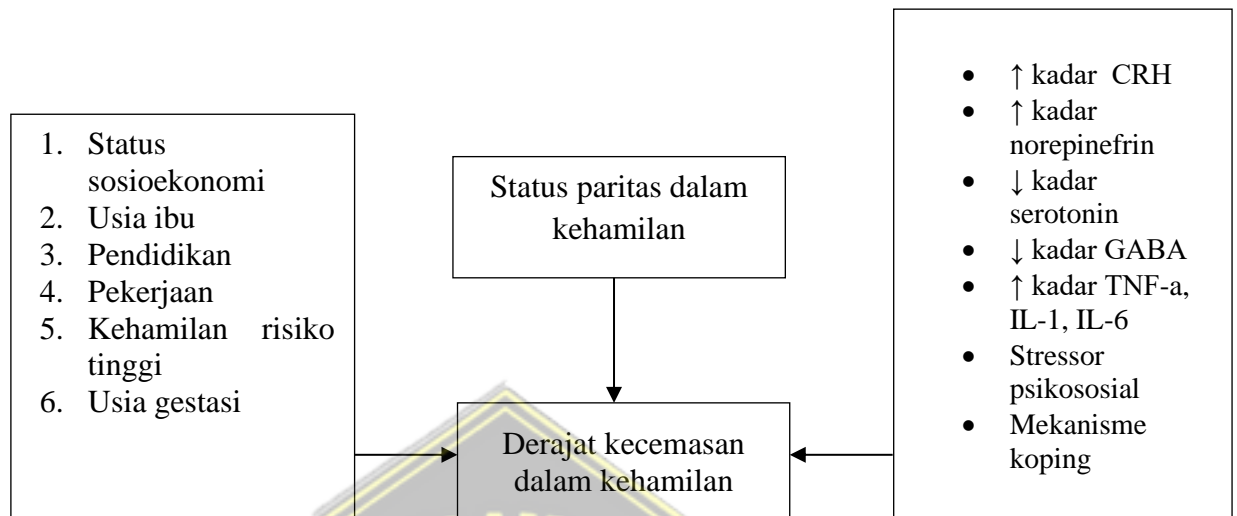 1. Status
sosioekonomi
2. Usia ibu
3. Pendidikan
4. Pekerjaan
5. Kehamilan risiko
tinggi
6. Usia gestasi
Status paritas dalam
kehamilan
Derajat kecemasan
dalam kehamilan
• ↑ kadar CRH
• ↑ kadar
norepinefrin
• ↓ kadar
serotonin
• ↓ kadar GABA
• ↑ kadar TNF-a,
IL-1, IL-6
• Stressor
psikososial
• Mekanisme
koping